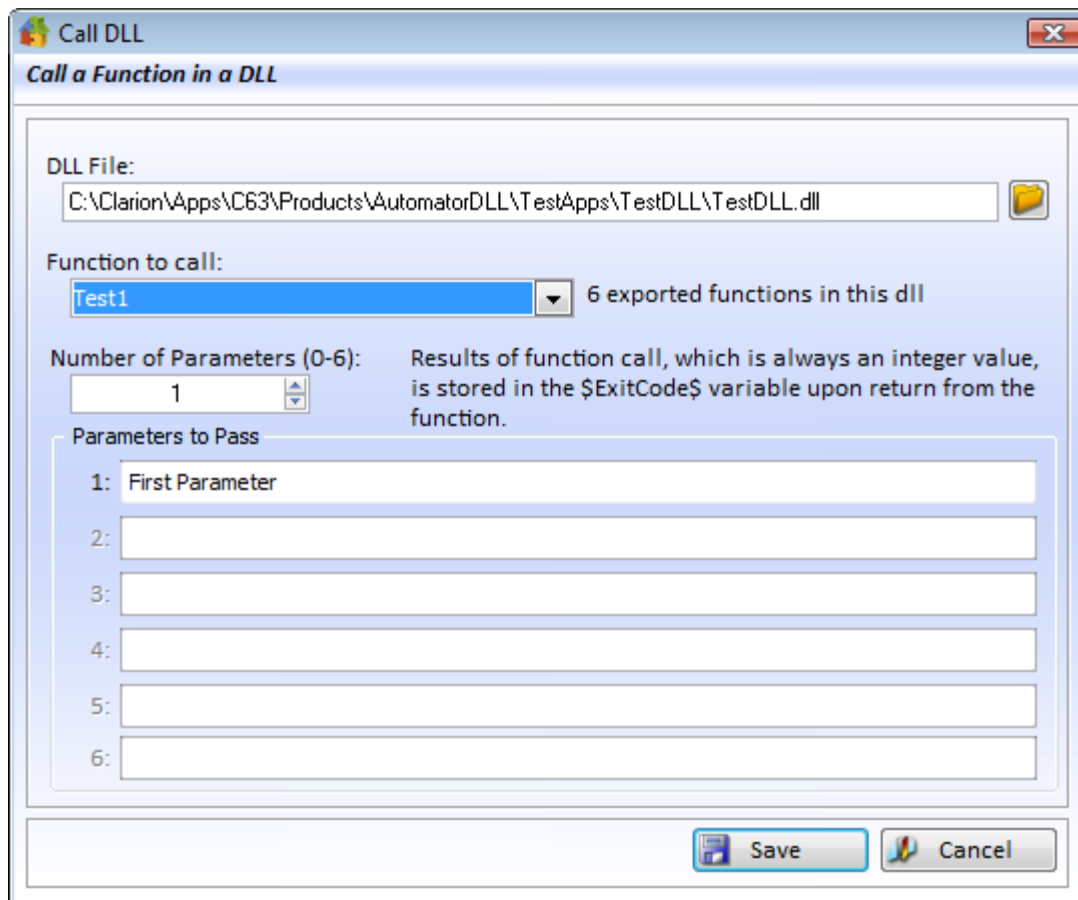 Call DLL
Call a Function in a DLL
DLL File:
C:\Clarion\Apps\C63\Products\AutomatorDLL\TestApps\TestDLL\TestDLL.dll
Function to call:
Test1
6 exported functions in this dll
Number of Parameters (0-6):
1
Results of function call, which is always an integer value,
is stored in the $ExitCode$ variable upon return from the
function.
Parameters to Pass
1: First Parameter
2:
3:
4:
5:
6:
Save
Cancel